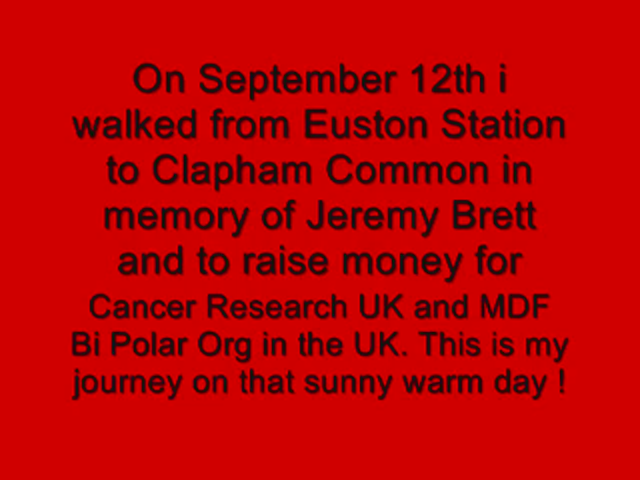 On September 12th i
walked from Euston Station
to Clapham Common in
memory of Jeremy Brett
and to raise money for
Cancer Research UK and MDF
Bi Polar Org in the UK. This is my
journey on that sunny warm day !